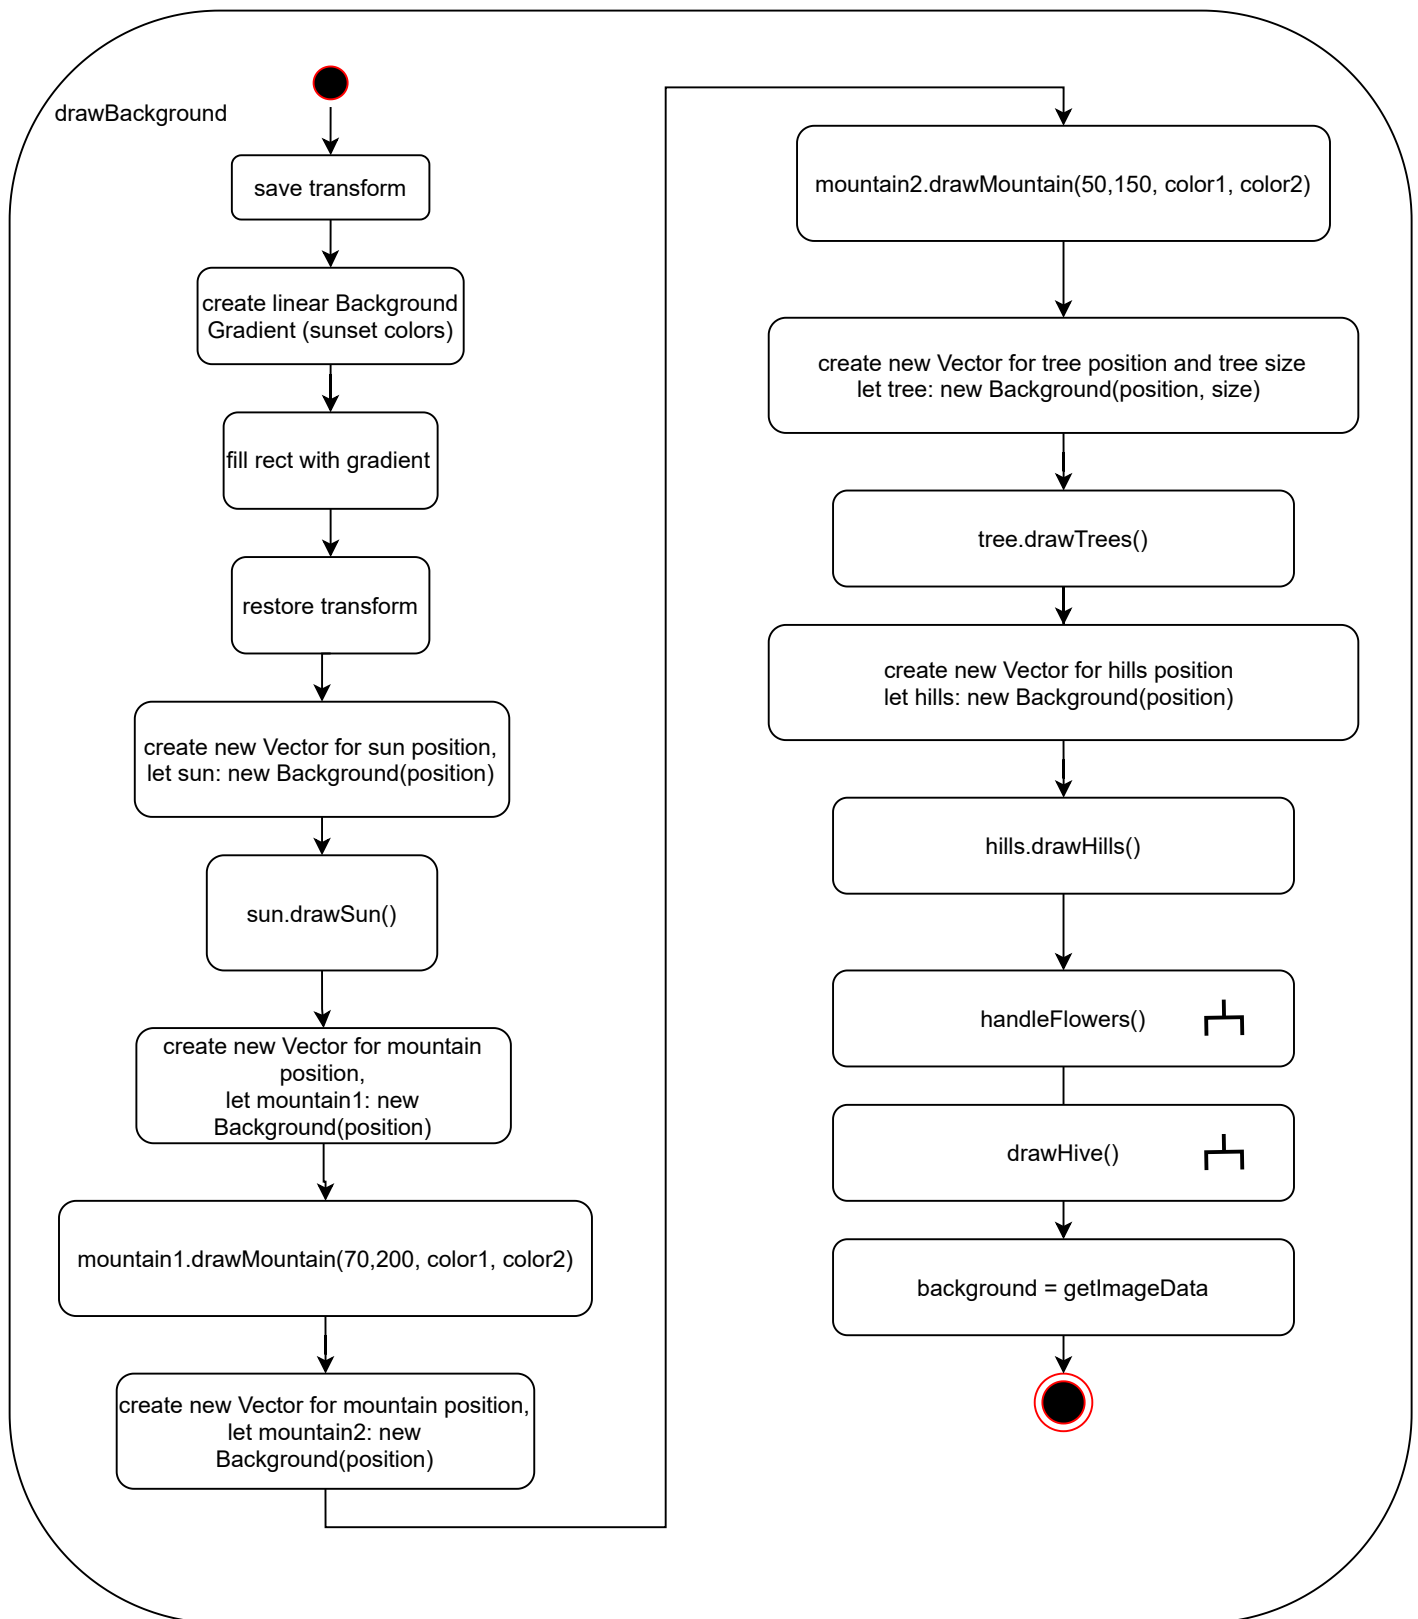 drawBackground
save transform
create linear Background
Gradient (sunset colors)
fill rect with gradient
restore transform
create new Vector for sun position,
let sun: new Background(position)
sun.drawSun()
create new Vector for mountain
position,
let mountain1: new
Background(position)
mountain1.drawMountain(70,200, color1, color2)
create new Vector for mountain position,
let mountain2: new
Background(position)
mountain2.drawMountain(50,150, color1, color2)
create new Vector for tree position and tree size
let tree: new Background(position, size)
tree.drawTrees()
create new Vector for hills position
let hills: new Background(position)
hills.drawHills()
handleFlowers()
drawHive()
background = getImageData